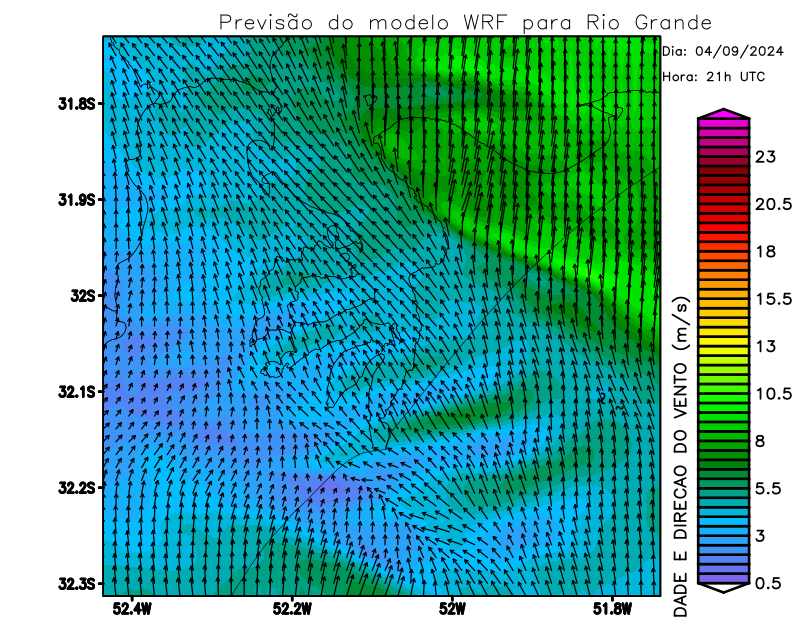 Previsão do modelo WRF para Rio Grande
Dia: 04/09/2024
Hora: 21h UTC
31.8S
31.9S
32S
32.1S
32.2S
32.3S
52.4W
52.2W
52W
51.8W
23
20.5
18
15.5
13
10.5
8
5.5
3
0.5
DADE E DIRECAO DO VENTO (m/s)